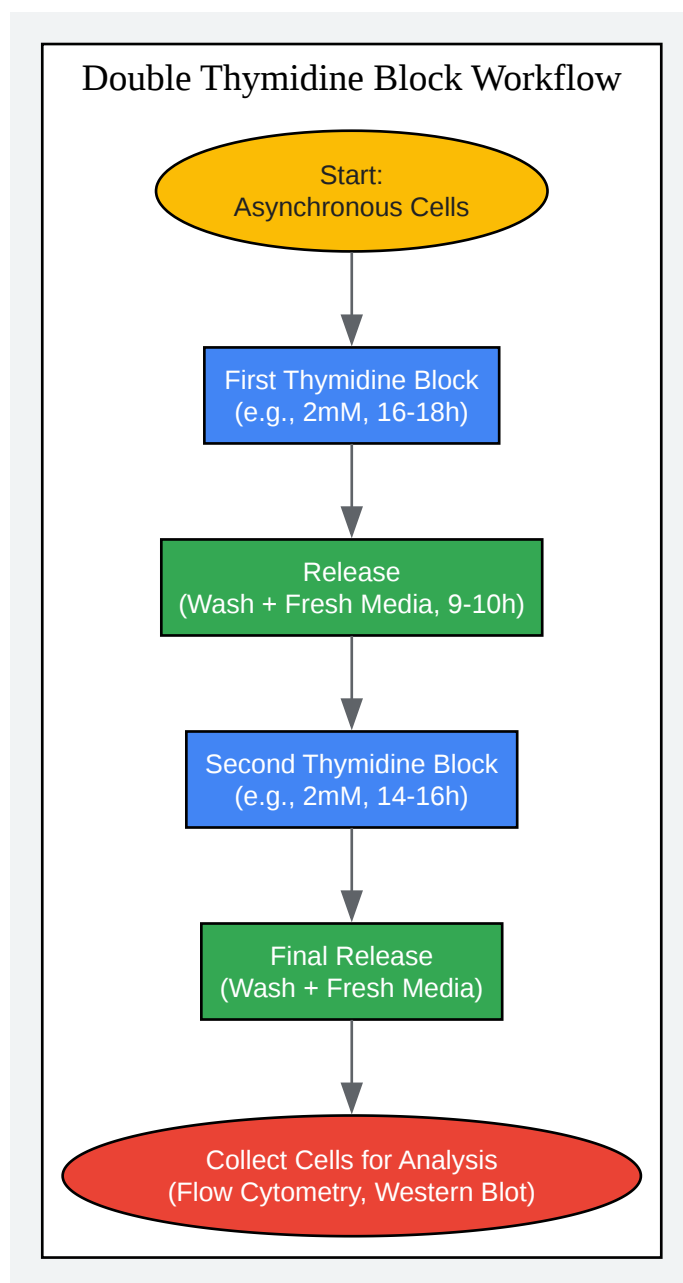 Double Thymidine Block Workflow
Start:
Asynchronous Cells
First Thymidine Block
(e.g., 2mM, 16-18h)
Release
(Wash + Fresh Media, 9-10h)
Second Thymidine Block
(e.g., 2mM, 14-16h)
Final Release
(Wash + Fresh Media)
Collect Cells for Analysis
(Flow Cytometry, Western Blot)